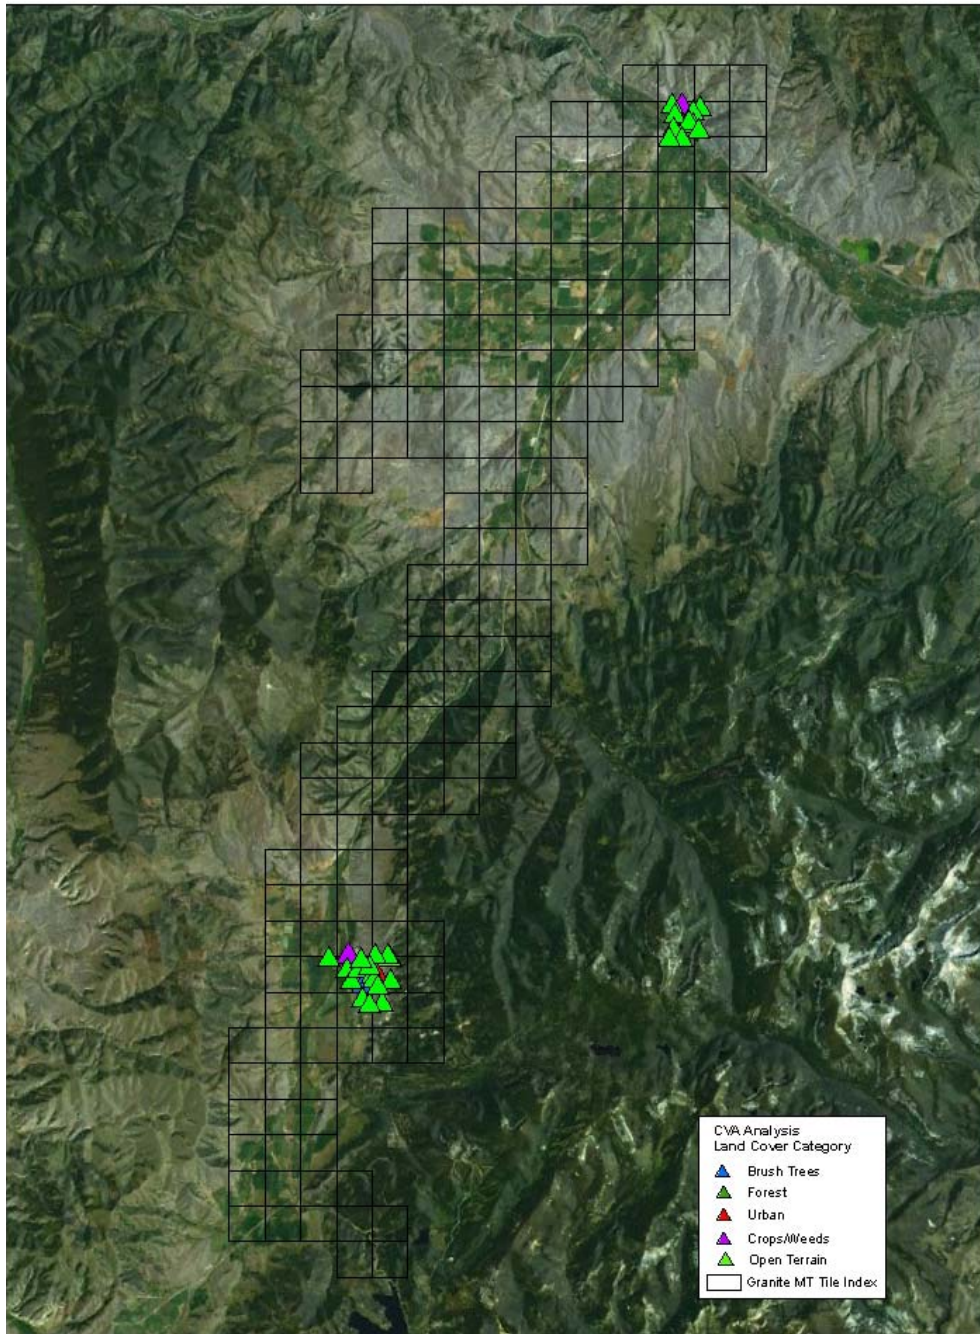 CVA Analysis
Land Cover Category
Brush Trees
Forest
Urban
Crops/Weeds
Open Terrain
Granite MT Tile Index